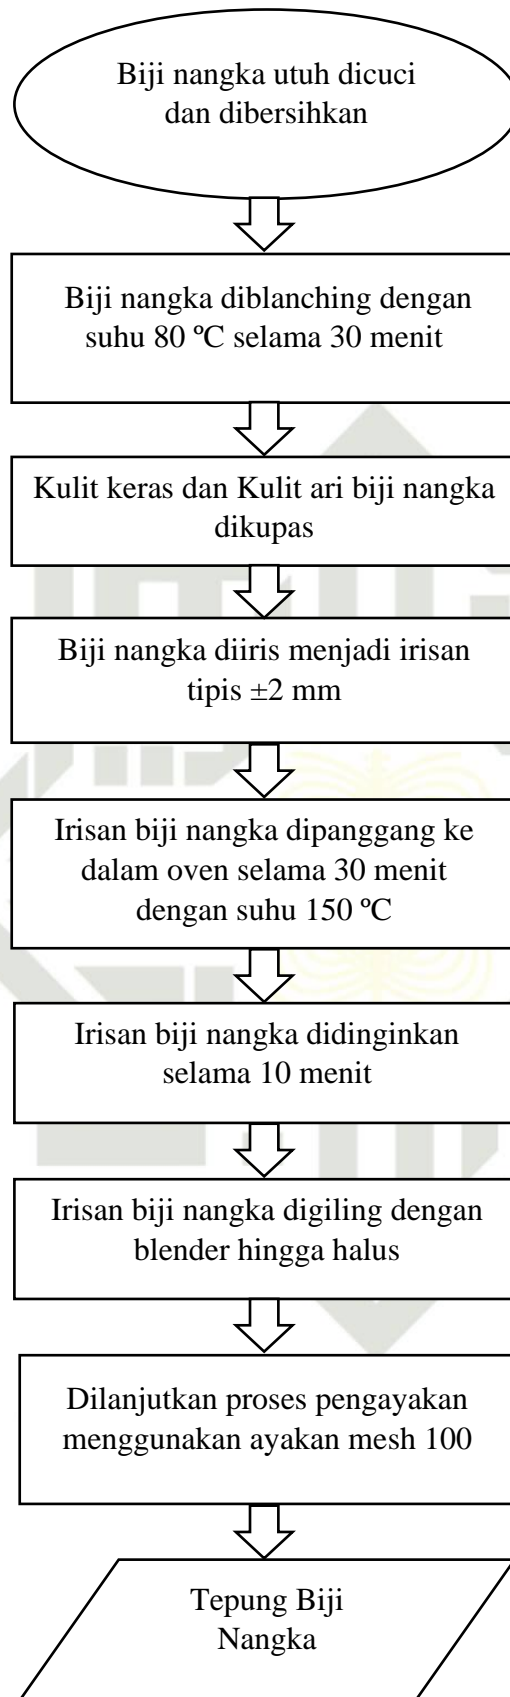 Biji nangka utuh dicuci
dan dibersihkan
Biji nangka diblanching dengan
suhu 80 ºC selama 30 menit
Kulit keras dan Kulit ari biji nangka
dikupas
Biji nangka diiris menjadi irisan
tipis ±2 mm
Irisan biji nangka dipanggang ke
dalam oven selama 30 menit
dengan suhu 150 ºC
Irisan biji nangka didinginkan
selama 10 menit
Irisan biji nangka digiling dengan
blender hingga halus
Dilanjutkan proses pengayakan
menggunakan ayakan mesh 100
Tepung Biji
Nangka